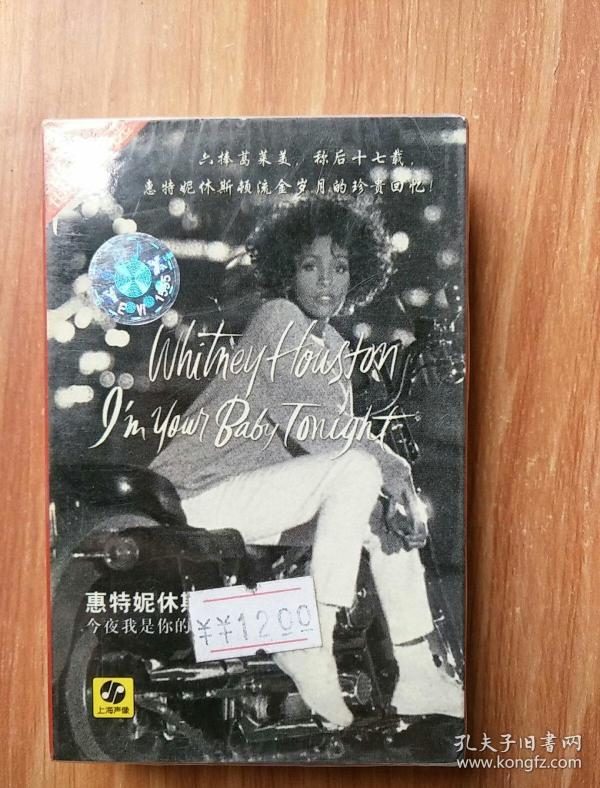 六捧葛莱美，称后十七载，
惠特妮休斯顿流金岁月的珍贵回忆！
1995
Whitney Houston
I'm Your Baby Tonight
惠特妮休斯
今夜我是你的
¥¥12.00
上海声像
孔夫子旧书网
www.kongfz.com